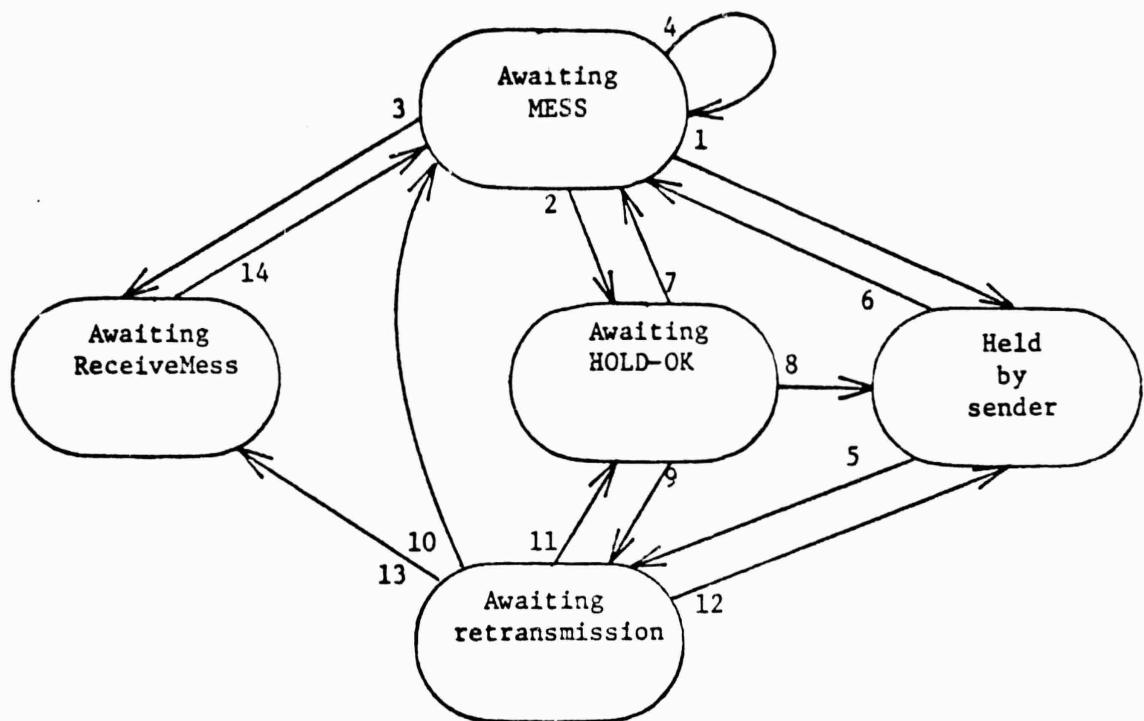 4
Awaiting
MESS
3
1
2
14
7
6
Awaiting
ReceiveMess
Awaiting
HOLD-OK
8
Held
by
sender
5
9
10
11
13
12
Awaiting
retransmission